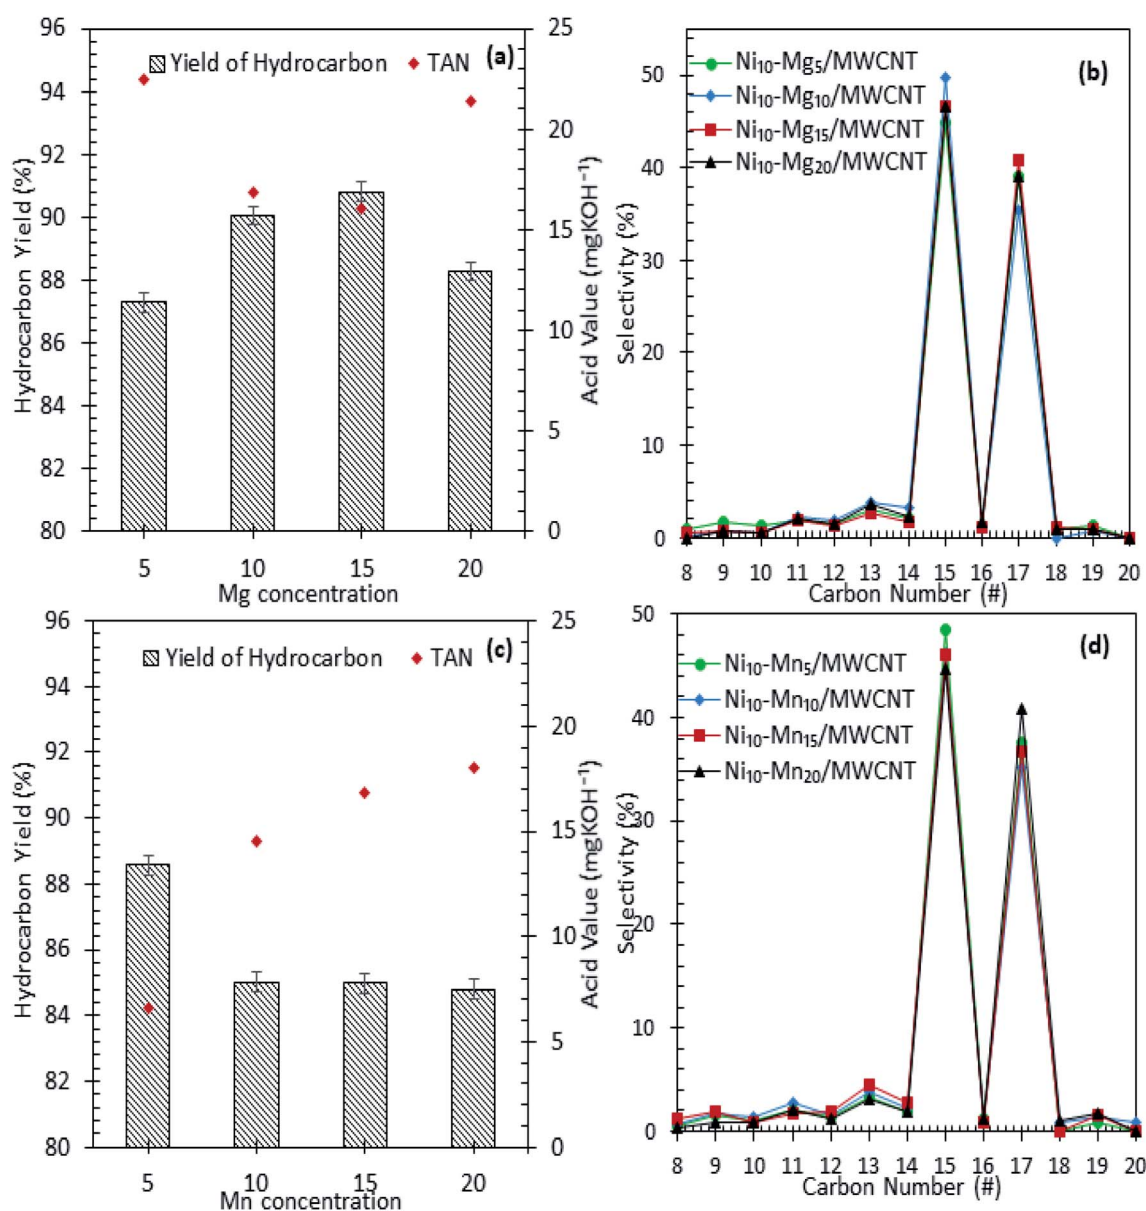 (a)
Yield of Hydrocarbon TAN
Hydrocarbon Yield (%)
96
94
92
90
88
86
84
82
80
25
20
15
10
5
0
Acid Value (mgKOH⁻¹)
5 10 15 20
Mg concentration
(b)
Ni₁₀-Mg₅/MWCNT
Ni₁₀-Mg₁₀/MWCNT
Ni₁₀-Mg₁₅/MWCNT
Ni₁₀-Mg₂₀/MWCNT
Selectivity (%)
50
40
30
20
10
0
8 9 10 11 12 13 14 15 16 17 18 19 20
Carbon Number (#)
(c)
Yield of Hydrocarbon TAN
Hydrocarbon Yield (%)
96
94
92
90
88
86
84
82
80
25
20
15
10
5
0
Acid Value (mgKOH⁻¹)
5 10 15 20
Mn concentration
(d)
Ni₁₀-Mn₅/MWCNT
Ni₁₀-Mn₁₀/MWCNT
Ni₁₀-Mn₁₅/MWCNT
Ni₁₀-Mn₂₀/MWCNT
Selectivity (%)
50
40
30
20
10
0
8 9 10 11 12 13 14 15 16 17 18 19 20
Carbon Number (#)